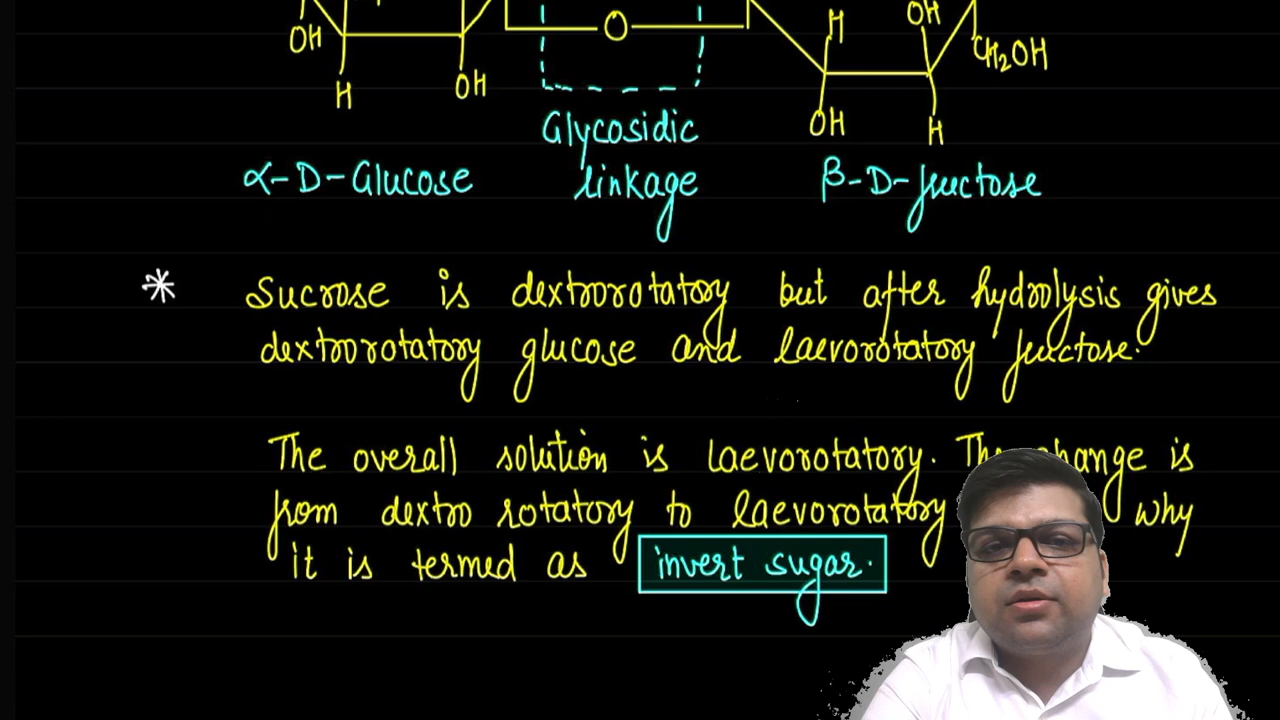 OH
O
H
OH
CH₂OH
H
OH
OH
H
Glycosidic
α-D-Glucose linkage β-D-fructose
* Sucrose is dextrorotatory but after hydrolysis gives
dextrorotatory glucose and laevorotatory fructose.
The overall solution is laevorotatory. The change is
from dextro rotatory to laevorotatory why
it is termed as invert sugar.